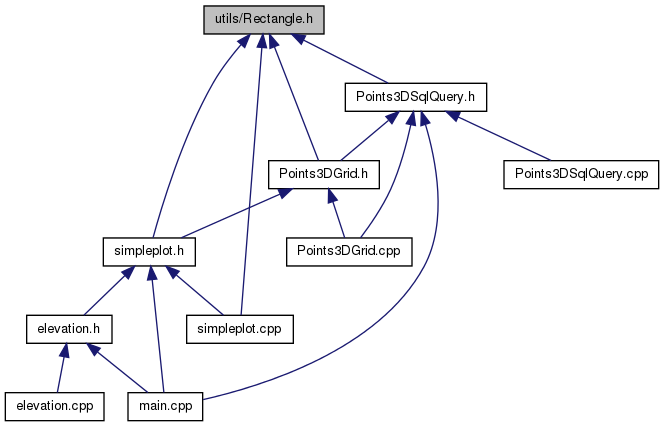 utils/Rectangle.h
Points3DSqlQuery.h
Points3DGrid.h
Points3DSqlQuery.cpp
simpleplot.h
Points3DGrid.cpp
elevation.h
simpleplot.cpp
elevation.cpp
main.cpp